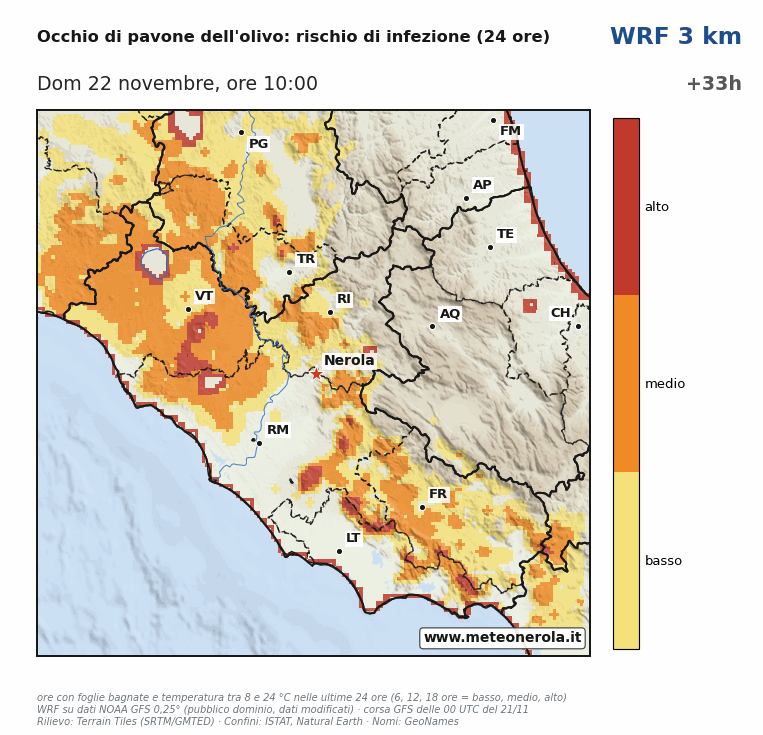 Occhio di pavone dell'olivo: rischio di infezione (24 ore)
WRF 3 km
Dom 22 novembre, ore 10:00
+33h
PG
FM
AP
TE
TR
VT
RI
AQ
CH
Nerola
RM
FR
LT
alto
medio
basso
www.meteonerola.it
ore con foglie bagnate e temperatura tra 8 e 24 °C nelle ultime 24 ore (6, 12, 18 ore = basso, medio, alto)
WRF su dati NOAA GFS 0,25° (pubblico dominio, dati modificati) · corsa GFS delle 00 UTC del 21/11
Rilievo: Terrain Tiles (SRTM/GMTED) · Confini: ISTAT, Natural Earth · Nomi: GeoNames